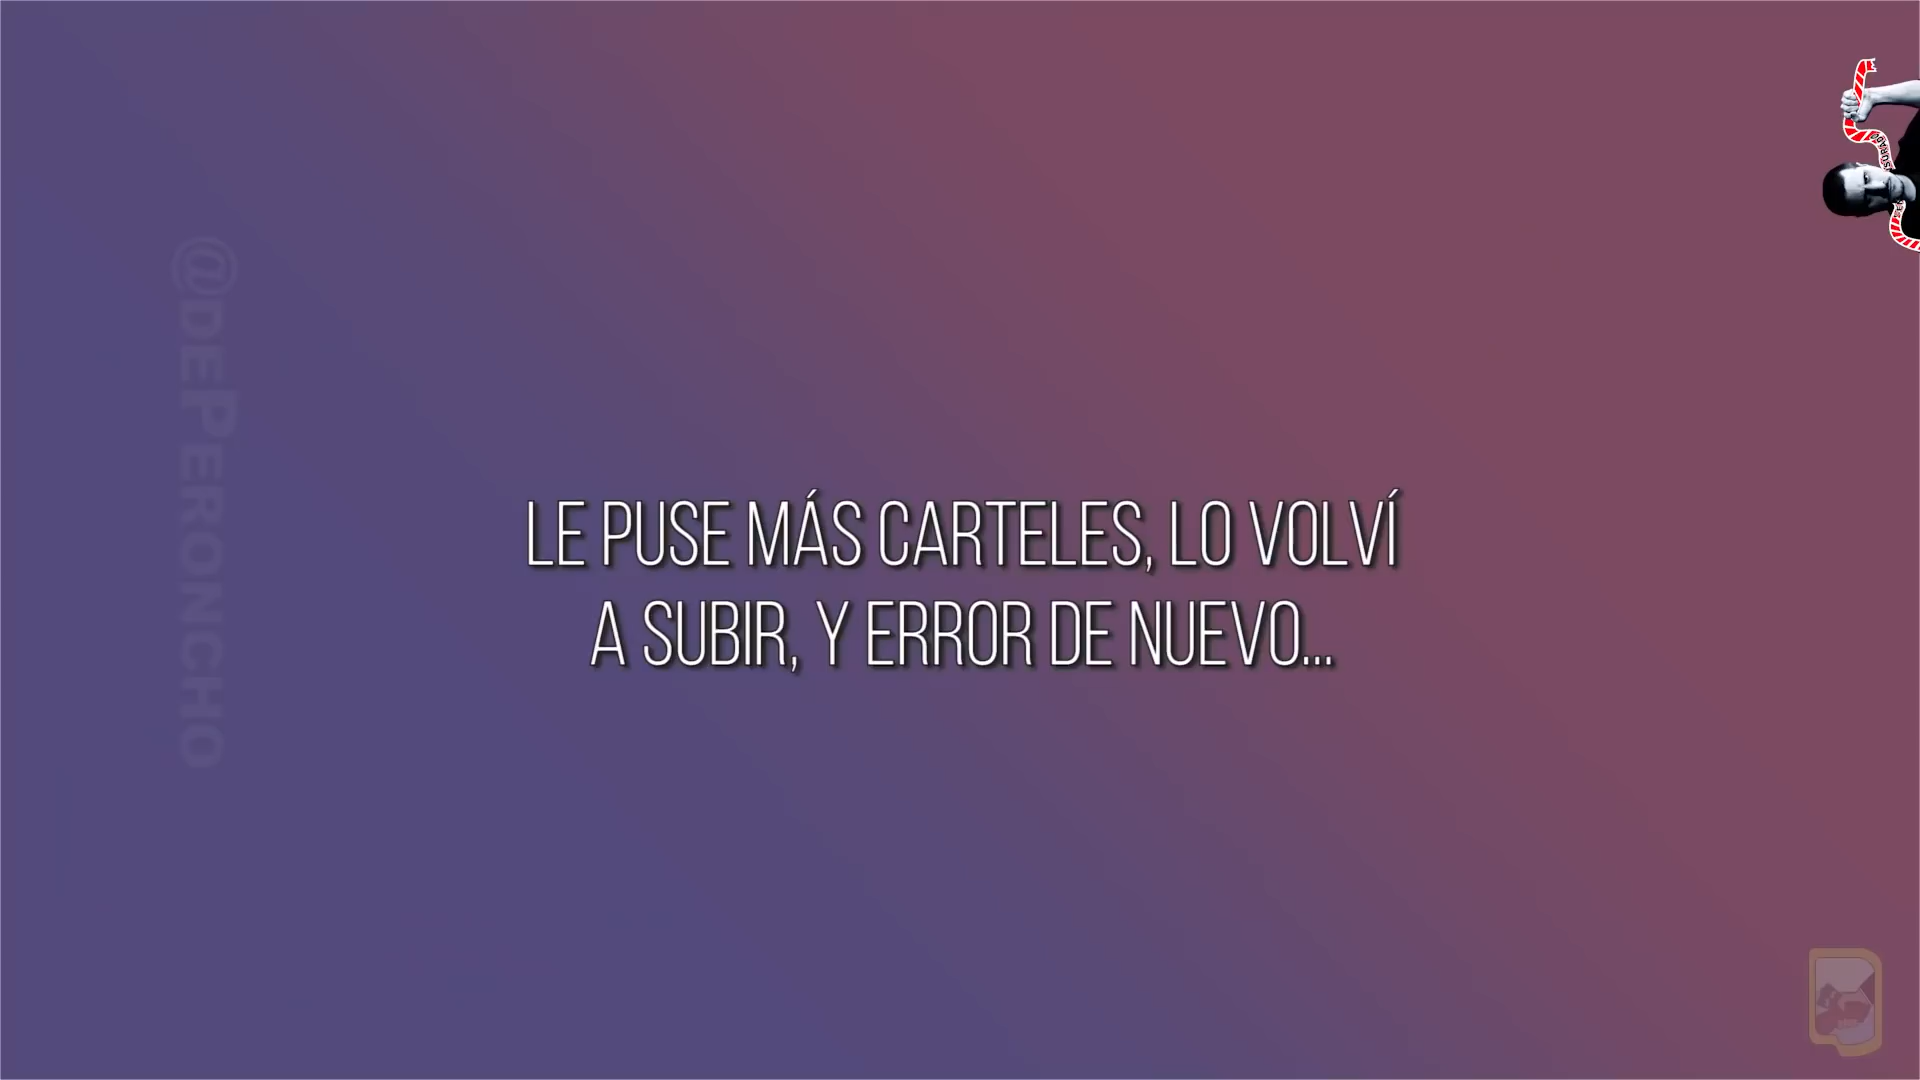 LE PUSE MÁS CARTELES, LO VOLVÍ
A SUBIR, Y ERROR DE NUEVO...
@DEPERONCHO